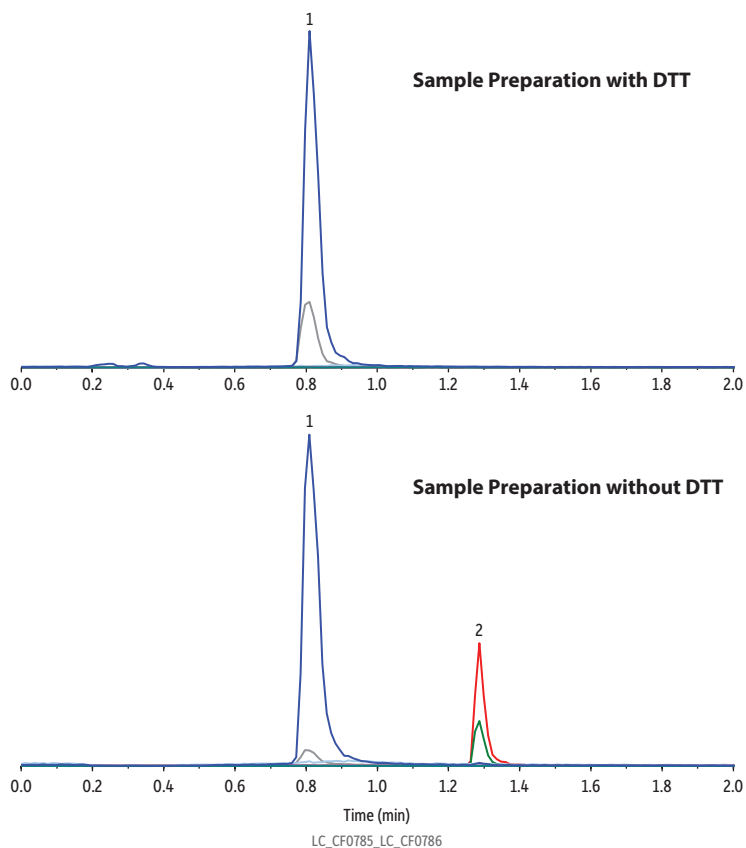 1
Sample Preparation with DTT
0.0 0.2 0.4 0.6 0.8 1.0 1.2 1.4 1.6 1.8 2.0
1
Sample Preparation without DTT
2
0.0 0.2 0.4 0.6 0.8 1.0 1.2 1.4 1.6 1.8 2.0
Time (min)
LC_CF0785_LC_CF0786